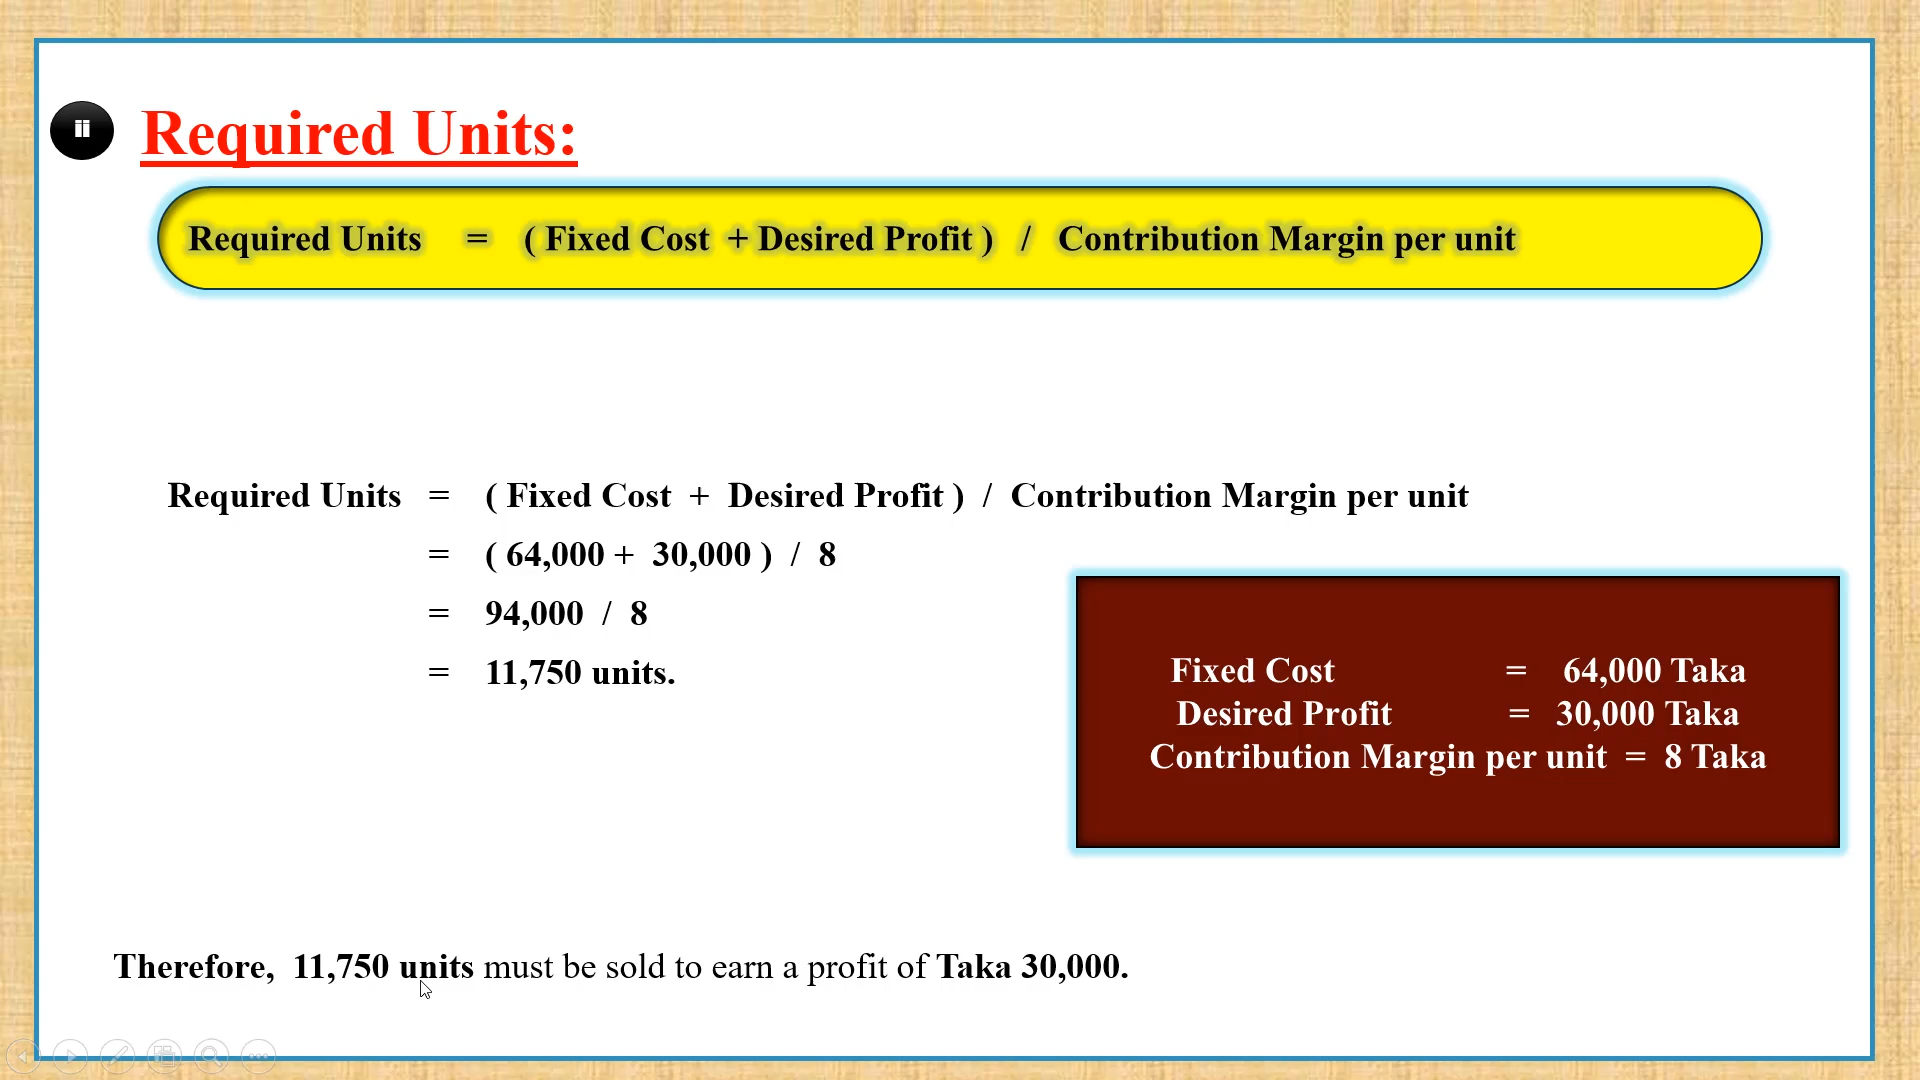 ii
Required Units:
Required Units = ( Fixed Cost + Desired Profit ) / Contribution Margin per unit
Required Units = ( Fixed Cost + Desired Profit ) / Contribution Margin per unit
= ( 64,000 + 30,000 ) / 8
= 94,000 / 8
= 11,750 units.
Fixed Cost = 64,000 Taka
Desired Profit = 30,000 Taka
Contribution Margin per unit = 8 Taka
Therefore, 11,750 units must be sold to earn a profit of Taka 30,000.